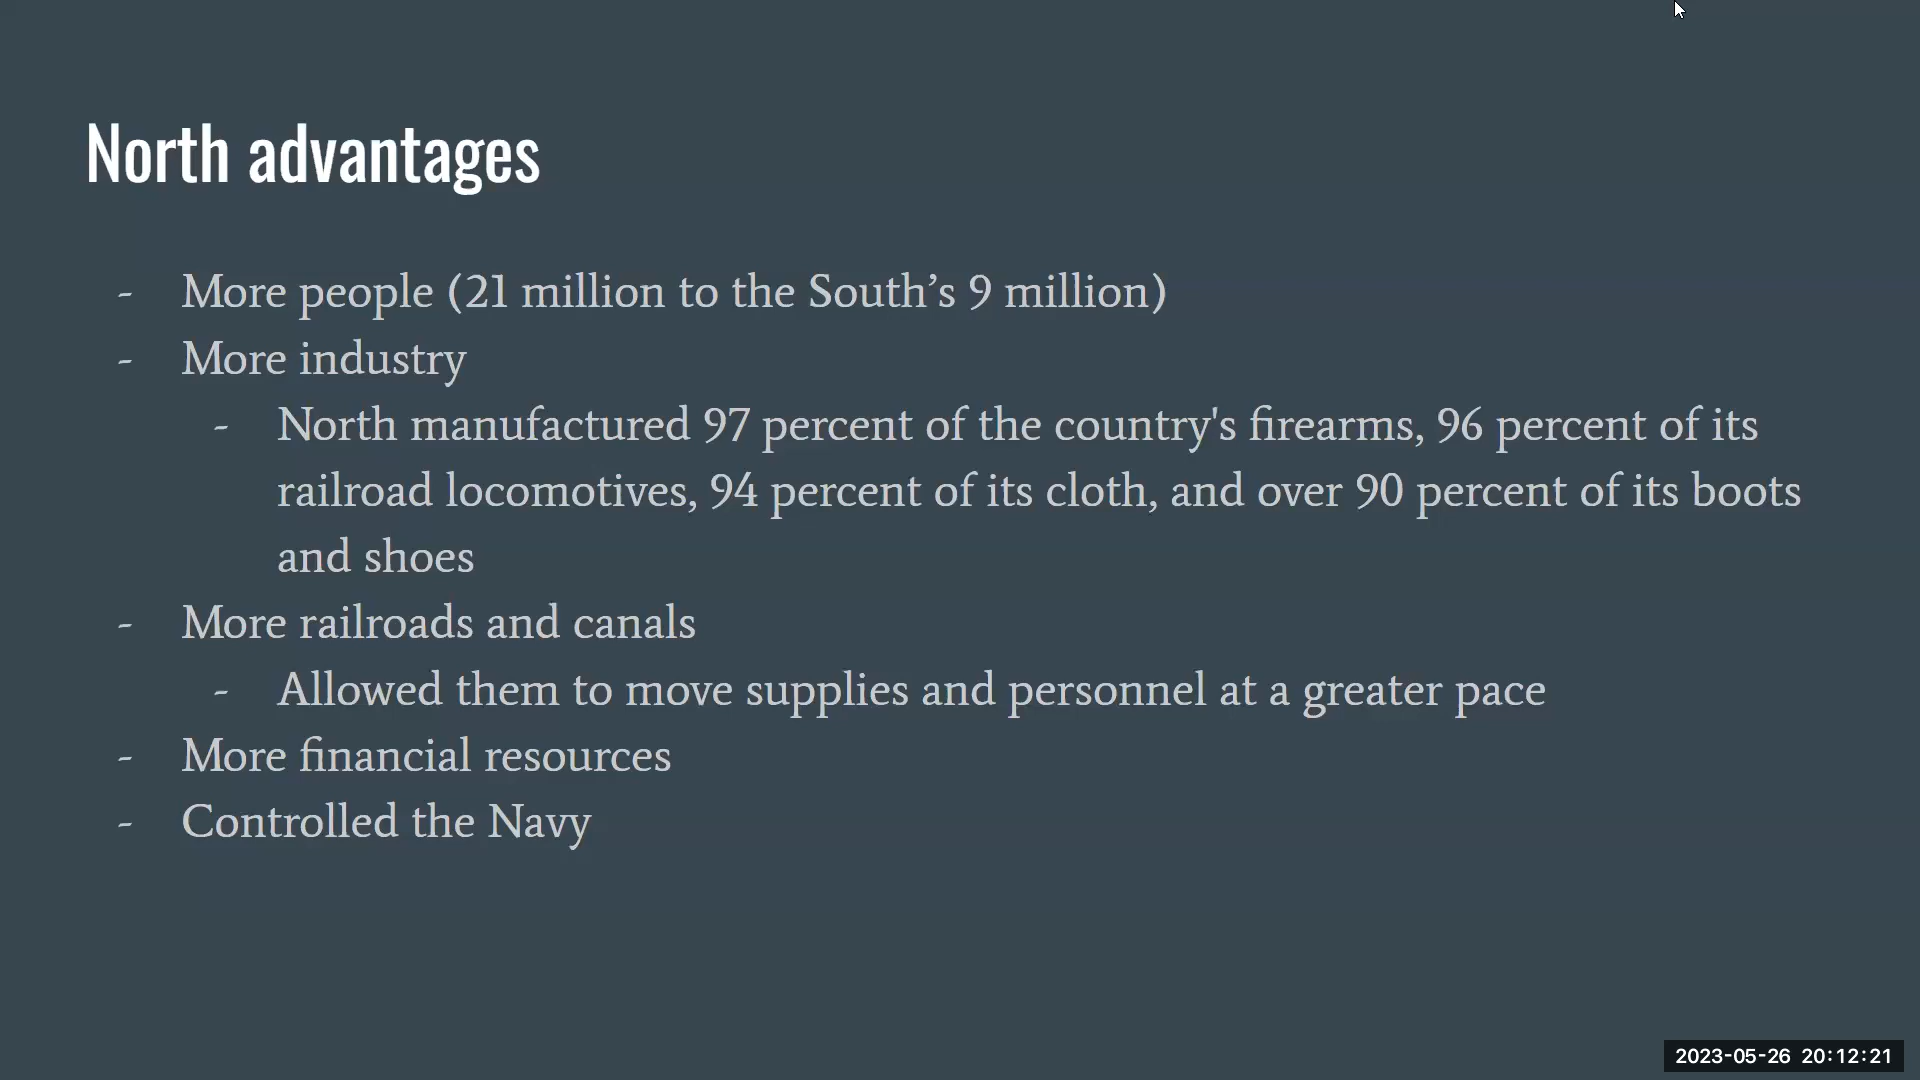 North advantages
- More people (21 million to the South’s 9 million)
- More industry
- North manufactured 97 percent of the country's firearms, 96 percent of its
railroad locomotives, 94 percent of its cloth, and over 90 percent of its boots
and shoes
- More railroads and canals
- Allowed them to move supplies and personnel at a greater pace
- More financial resources
- Controlled the Navy
2023-05-26 20:12:21